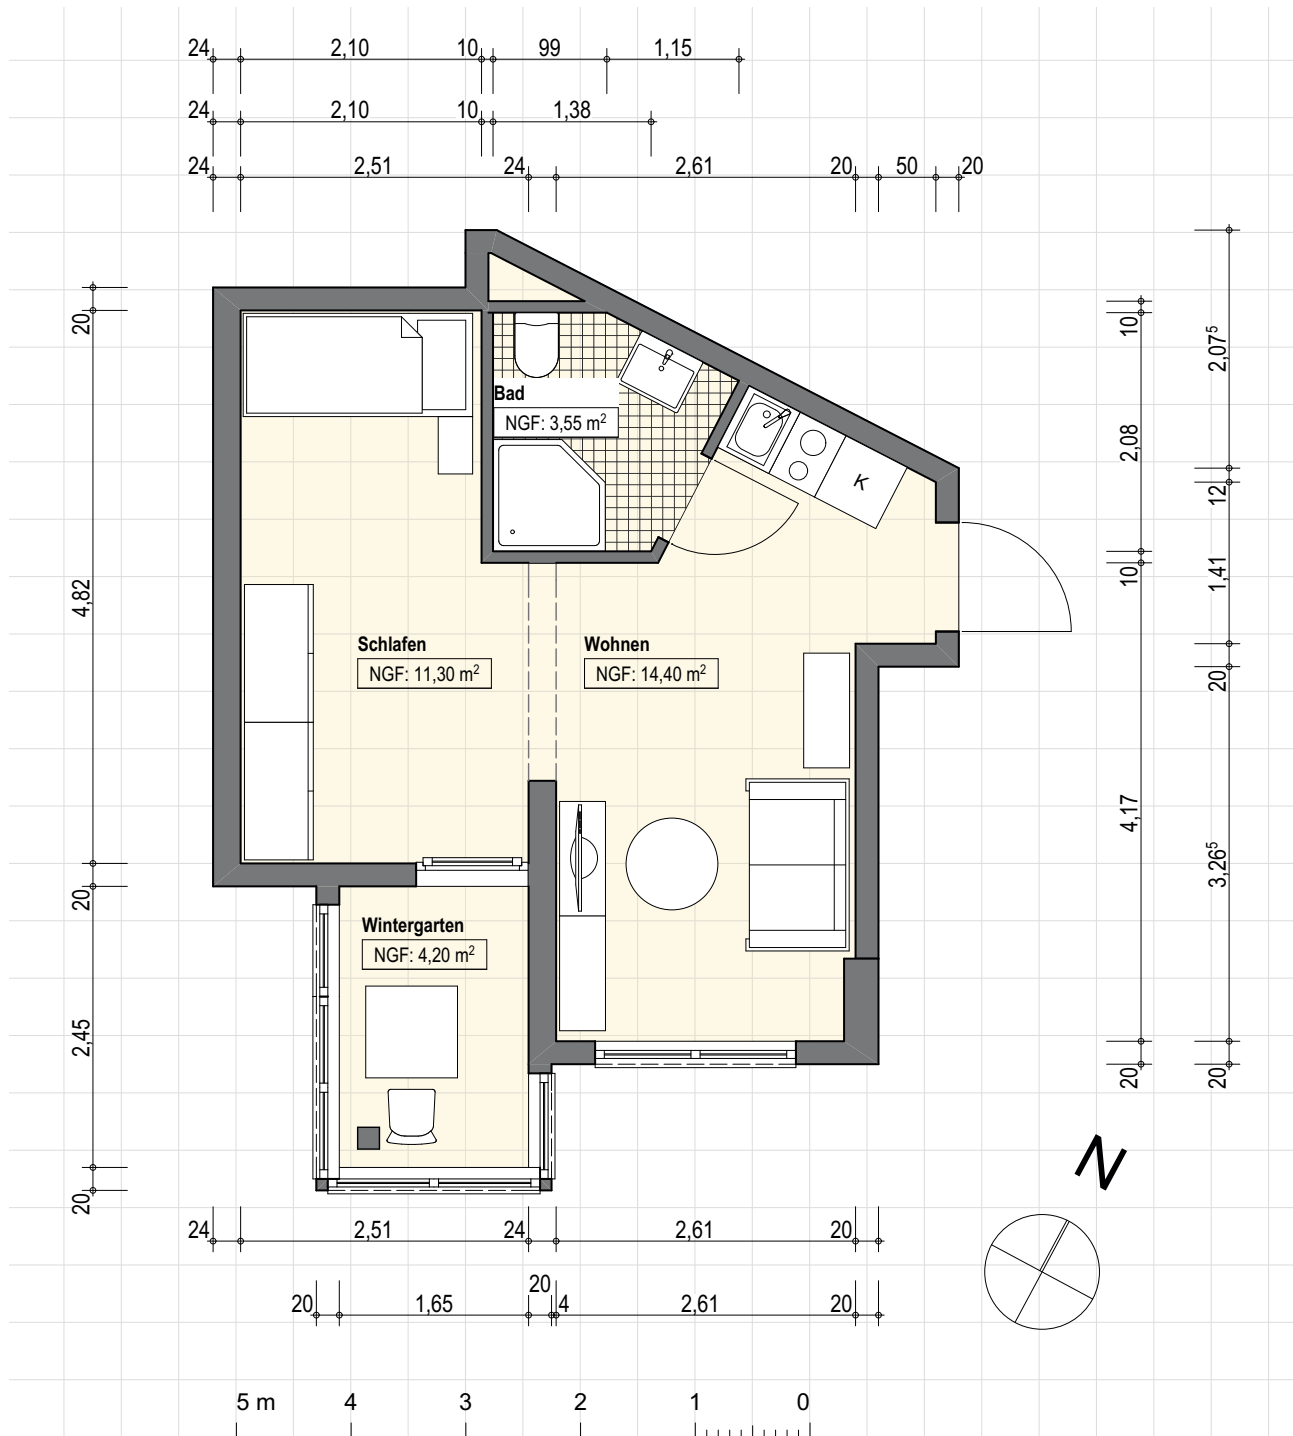 24 2,10 10 99 1,15
24 2,10 10 1,38
24 2,51 24 2,61 20 50 20
20
4,82
20
2,45
20
Bad
NGF: 3,55 m²
K
Schlafen
NGF: 11,30 m²
Wohnen
NGF: 14,40 m²
Wintergarten
NGF: 4,20 m²
10
2,08
10
4,17
20
2,07⁵
12
1,41
20
3,26⁵
20
N
24 2,51 24 2,61 20
20 1,65 20 4 2,61 20
5 m 4 3 2 1 0